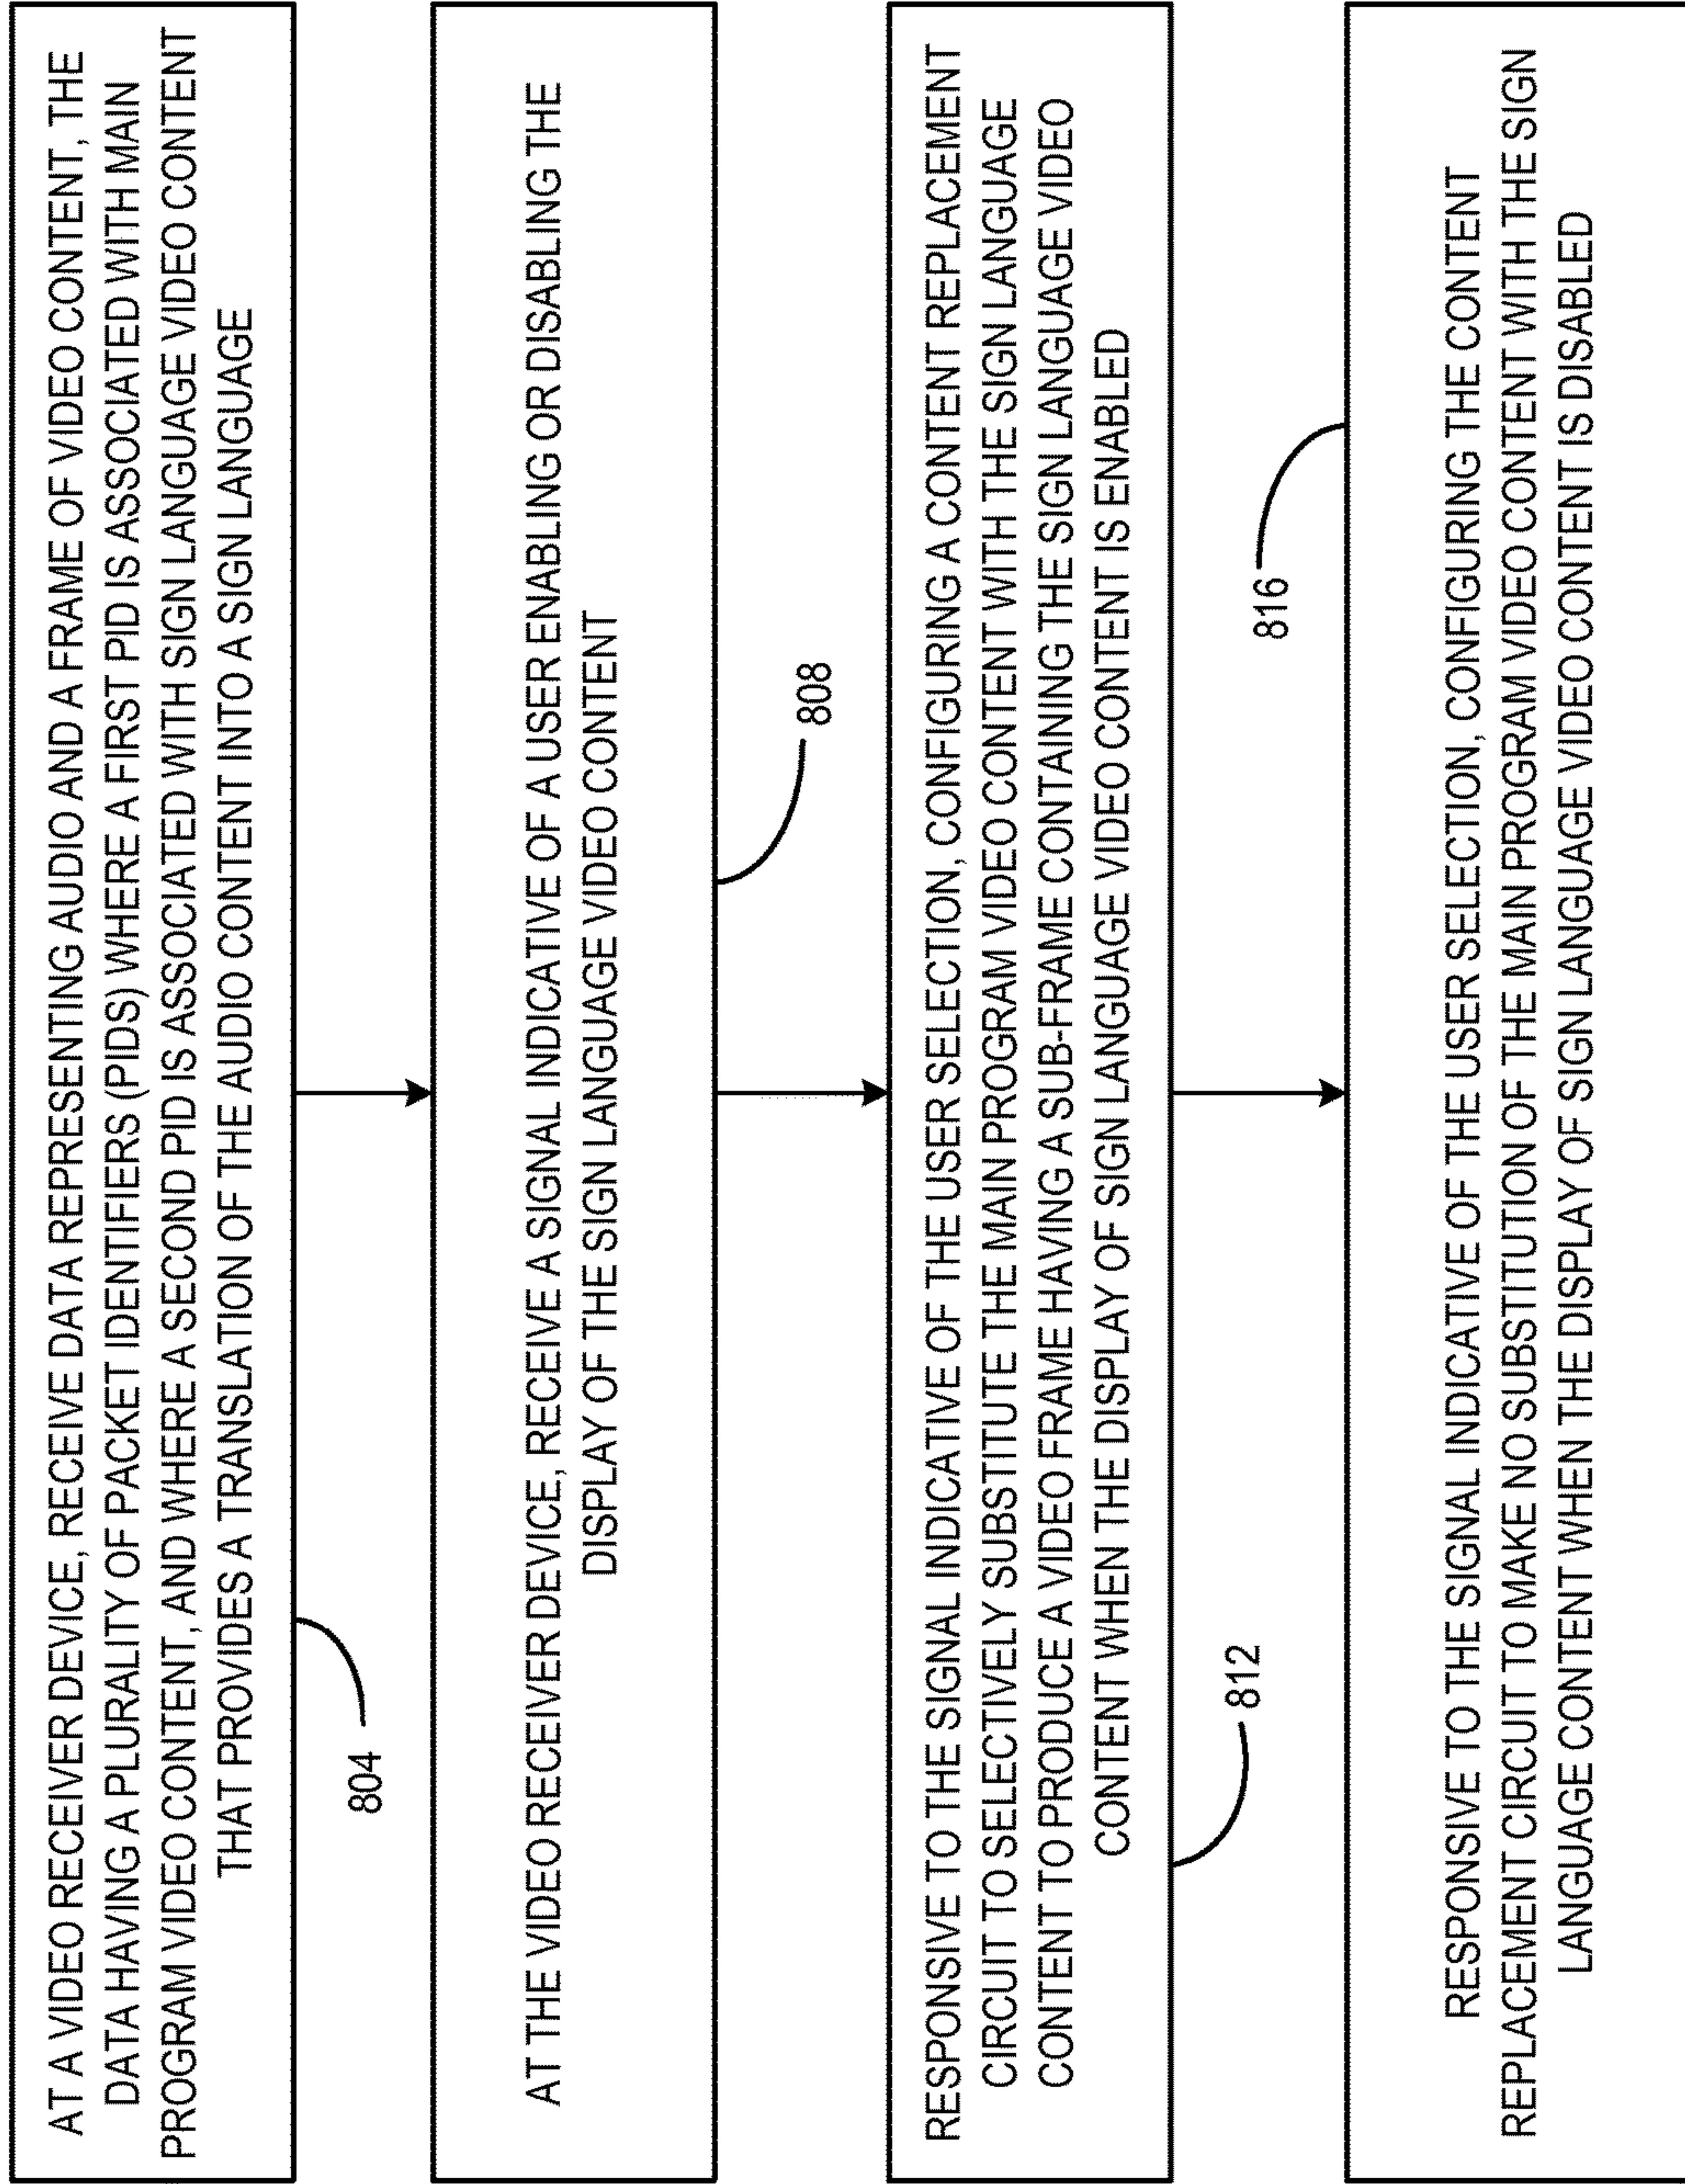 AT A VIDEO RECEIVER DEVICE, RECEIVE DATA REPRESENTING AUDIO AND A FRAME OF VIDEO CONTENT, THE
DATA HAVING A PLURALITY OF PACKET IDENTIFIERS (PIDS) WHERE A FIRST PID IS ASSOCIATED WITH MAIN
PROGRAM VIDEO CONTENT, AND WHERE A SECOND PID IS ASSOCIATED WITH SIGN LANGUAGE VIDEO CONTENT
THAT PROVIDES A TRANSLATION OF THE AUDIO CONTENT INTO A SIGN LANGUAGE
804
AT THE VIDEO RECEIVER DEVICE, RECEIVE A SIGNAL INDICATIVE OF A USER ENABLING OR DISABLING THE
DISPLAY OF THE SIGN LANGUAGE VIDEO CONTENT
808
RESPONSIVE TO THE SIGNAL INDICATIVE OF THE USER SELECTION, CONFIGURING A CONTENT REPLACEMENT
CIRCUIT TO SELECTIVELY SUBSTITUTE THE MAIN PROGRAM VIDEO CONTENT WITH THE SIGN LANGUAGE
CONTENT TO PRODUCE A VIDEO FRAME HAVING A SUB-FRAME CONTAINING THE SIGN LANGUAGE VIDEO
CONTENT WHEN THE DISPLAY OF SIGN LANGUAGE VIDEO CONTENT IS ENABLED
812
RESPONSIVE TO THE SIGNAL INDICATIVE OF THE USER SELECTION, CONFIGURING THE CONTENT
REPLACEMENT CIRCUIT TO MAKE NO SUBSTITUTION OF THE MAIN PROGRAM VIDEO CONTENT WITH THE SIGN
LANGUAGE CONTENT WHEN THE DISPLAY OF SIGN LANGUAGE VIDEO CONTENT IS DISABLED
816